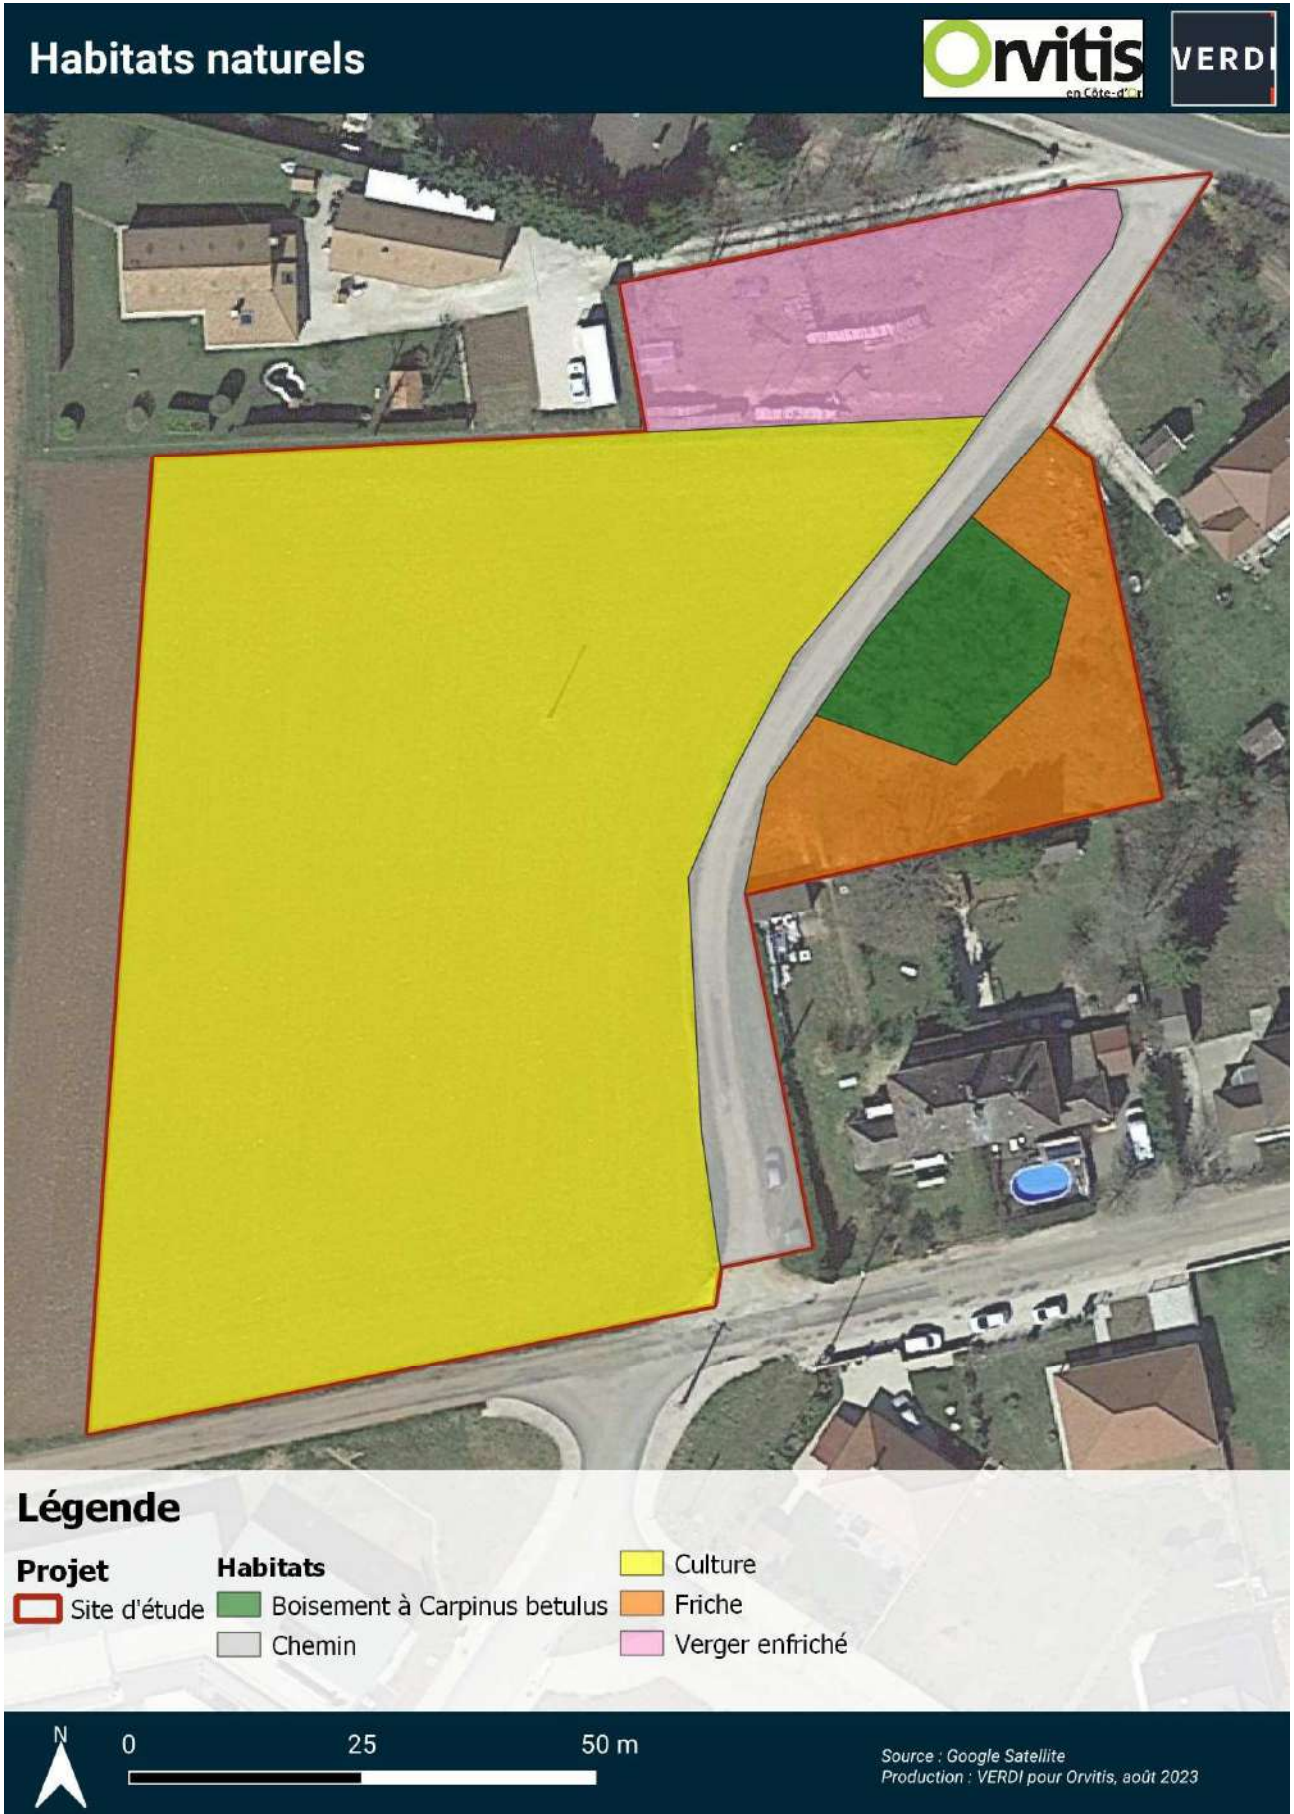 Habitats naturels
Orvitis
en Côte-d'Or
VERDI
Légende
Projet
Site d'étude
Habitats
Boisement à Carpinus betulus
Chemin
Culture
Friche
Verger enfriché
N
0 25 50 m
Source : Google Satellite
Production : VERDI pour Orvitis, août 2023